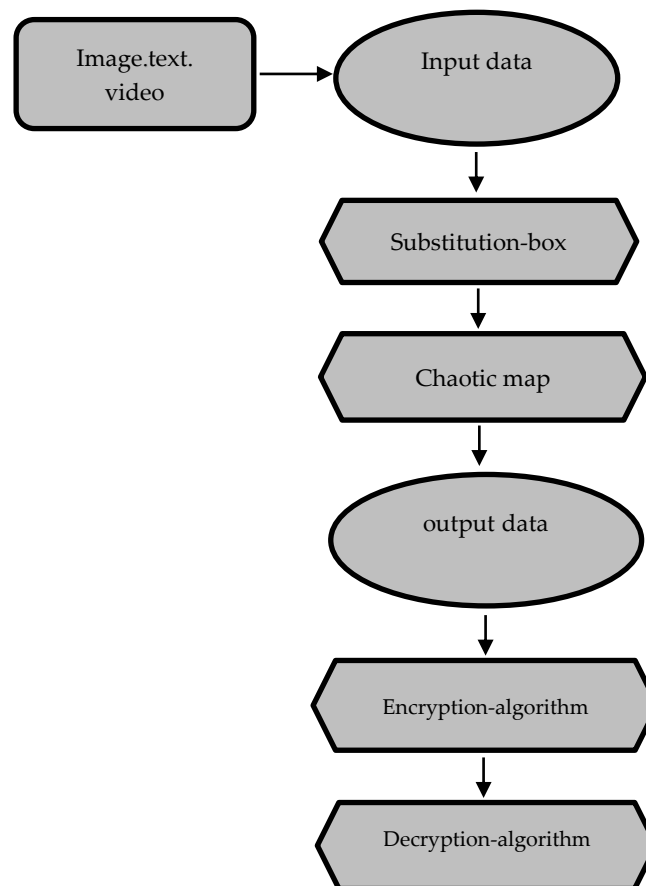 Image.text.
video
Input data
Substitution-box
Chaotic map
output data
Encryption-algorithm
Decryption-algorithm